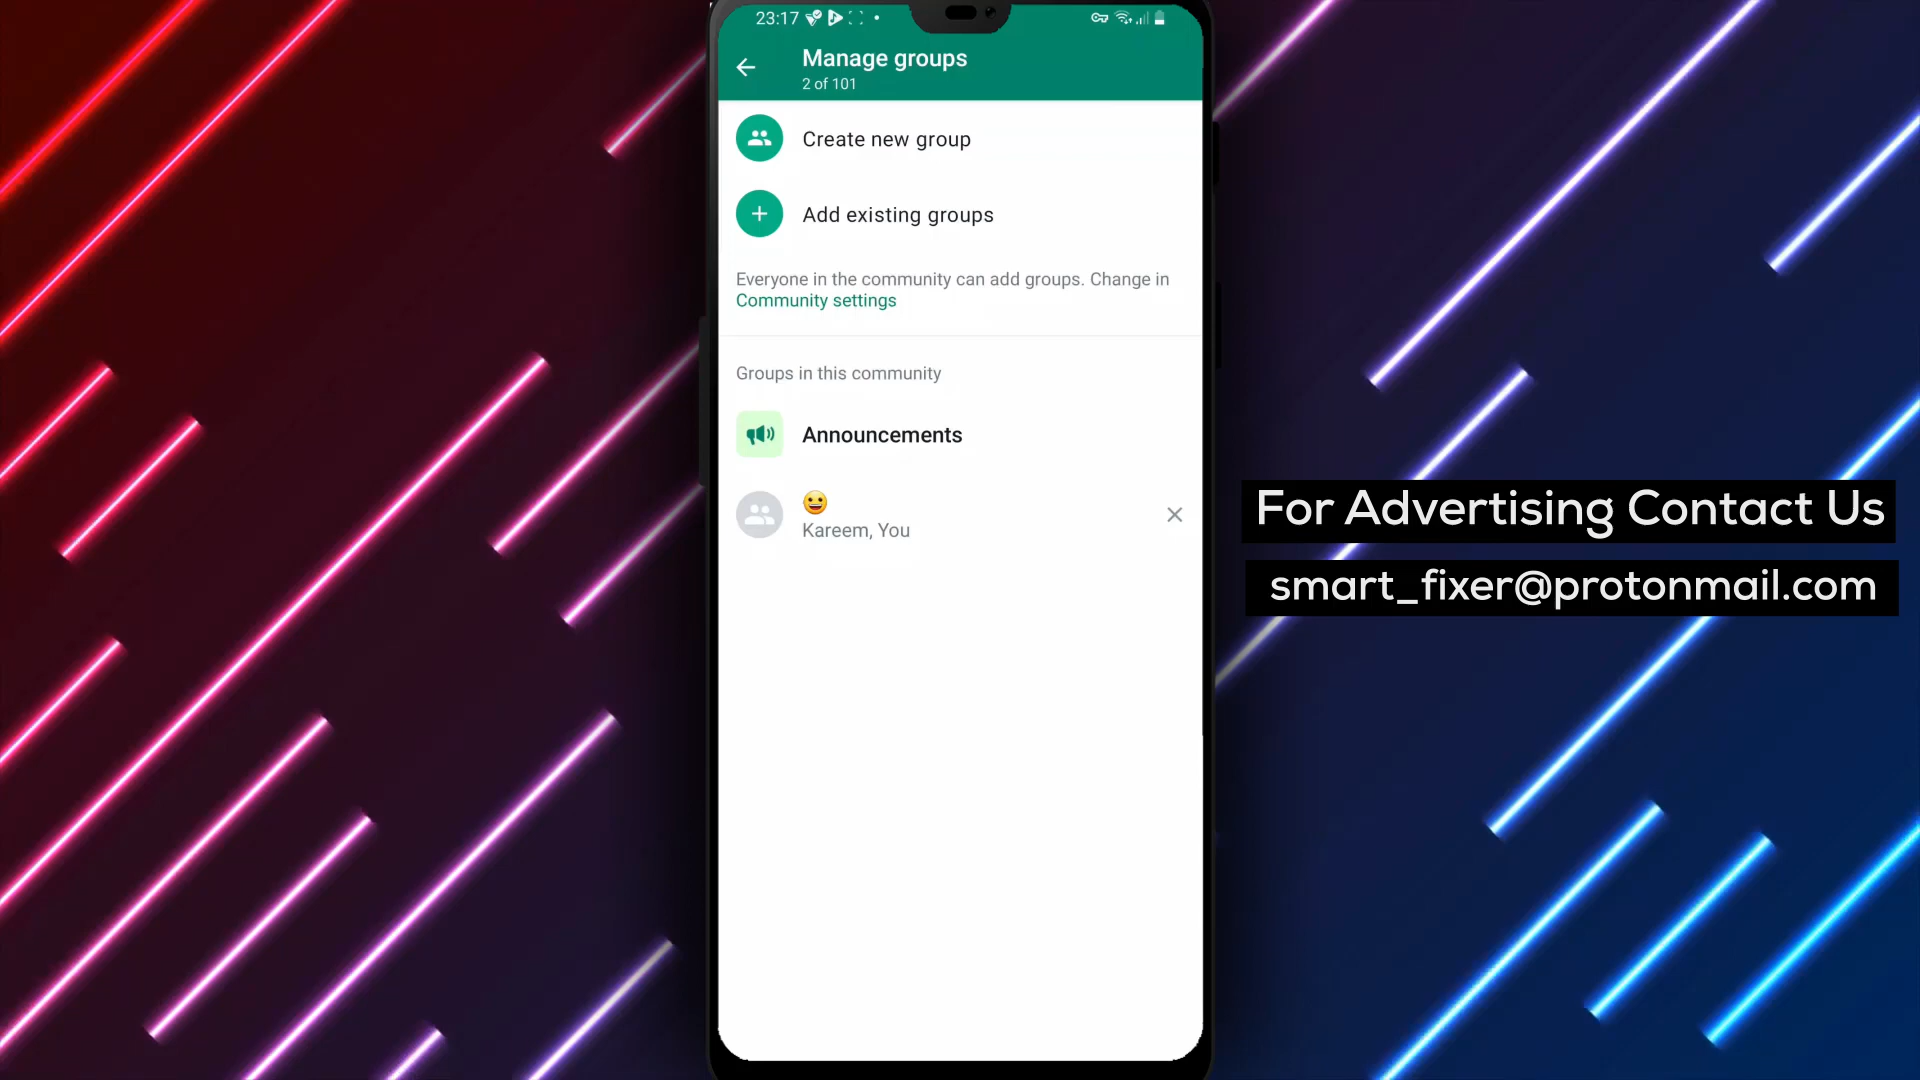 23:17
Manage groups
2 of 101
Create new group
Add existing groups
Everyone in the community can add groups. Change in
Community settings
Groups in this community
Announcements
😀
Kareem, You
For Advertising Contact Us
smart_fixer@protonmail.com